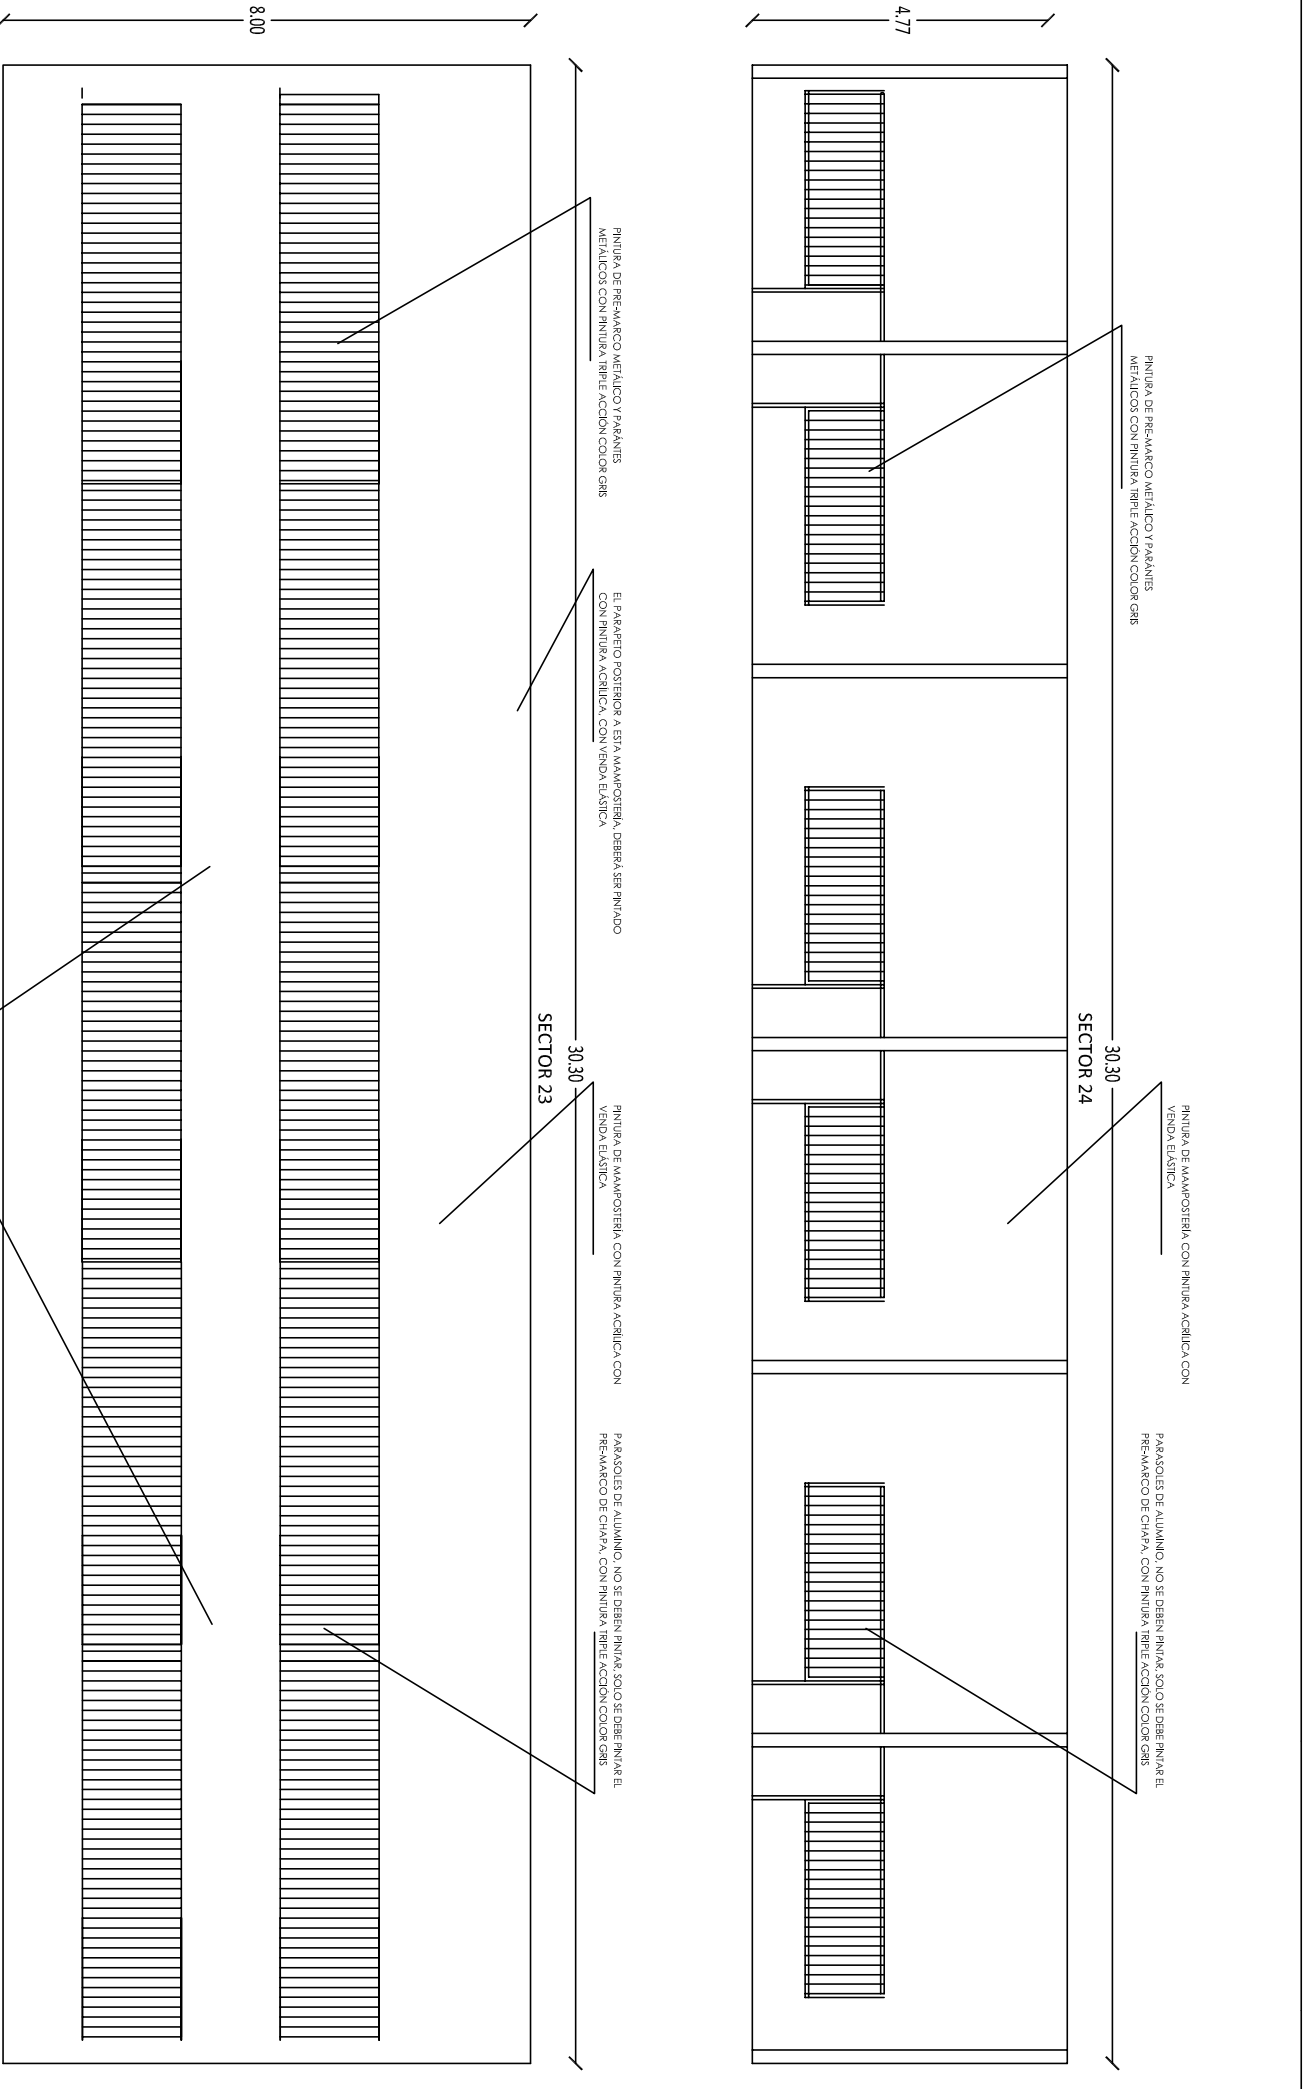 PINTURA DE MAMPOSTERÍA CON PINTURA ACRÍLICA CON
VENDA ELÁSTICA
PARASOLES DE ALUMINIO, NO SE DEBEN PINTAR, SOLO SE DEBE PINTAR EL
PRE-MARCO DE CHAPA, CON PINTURA TRIPLE ACCIÓN COLOR GRIS
PINTURA DE PRE-MARCO METÁLICO Y PARÁNTES
METÁLICOS CON PINTURA TRIPLE ACCIÓN COLOR GRIS
30.30
SECTOR 24
4.77
PINTURA DE PRE-MARCO METÁLICO Y PARÁNTES
METÁLICOS CON PINTURA TRIPLE ACCIÓN COLOR GRIS
EL PARAPETO POSTERIOR A ESTA MAMPOSTERÍA, DEBERÁ SER PINTADO
CON PINTURA ACRÍLICA, CON VENDA ELÁSTICA
PINTURA DE MAMPOSTERÍA CON PINTURA ACRÍLICA CON
VENDA ELÁSTICA
PARASOLES DE ALUMINIO, NO SE DEBEN PINTAR, SOLO SE DEBE PINTAR EL
PRE-MARCO DE CHAPA, CON PINTURA TRIPLE ACCIÓN COLOR GRIS
30.30
SECTOR 23
8.00